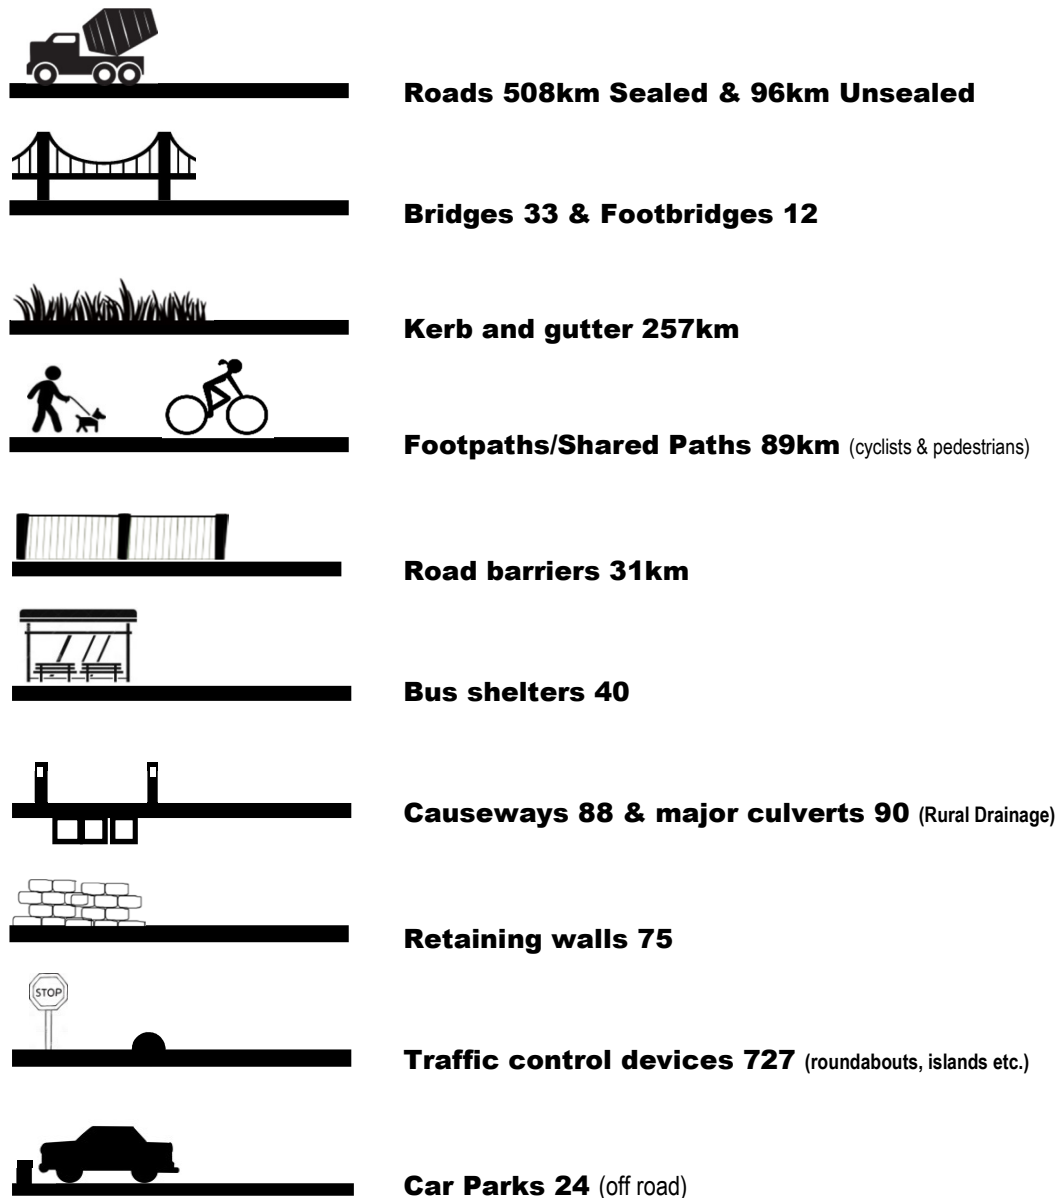 Roads 508km Sealed & 96km Unsealed
Bridges 33 & Footbridges 12
Kerb and gutter 257km
Footpaths/Shared Paths 89km (cyclists & pedestrians)
Road barriers 31km
Bus shelters 40
Causeways 88 & major culverts 90 (Rural Drainage)
Retaining walls 75
STOP
Traffic control devices 727 (roundabouts, islands etc.)
Car Parks 24 (off road)